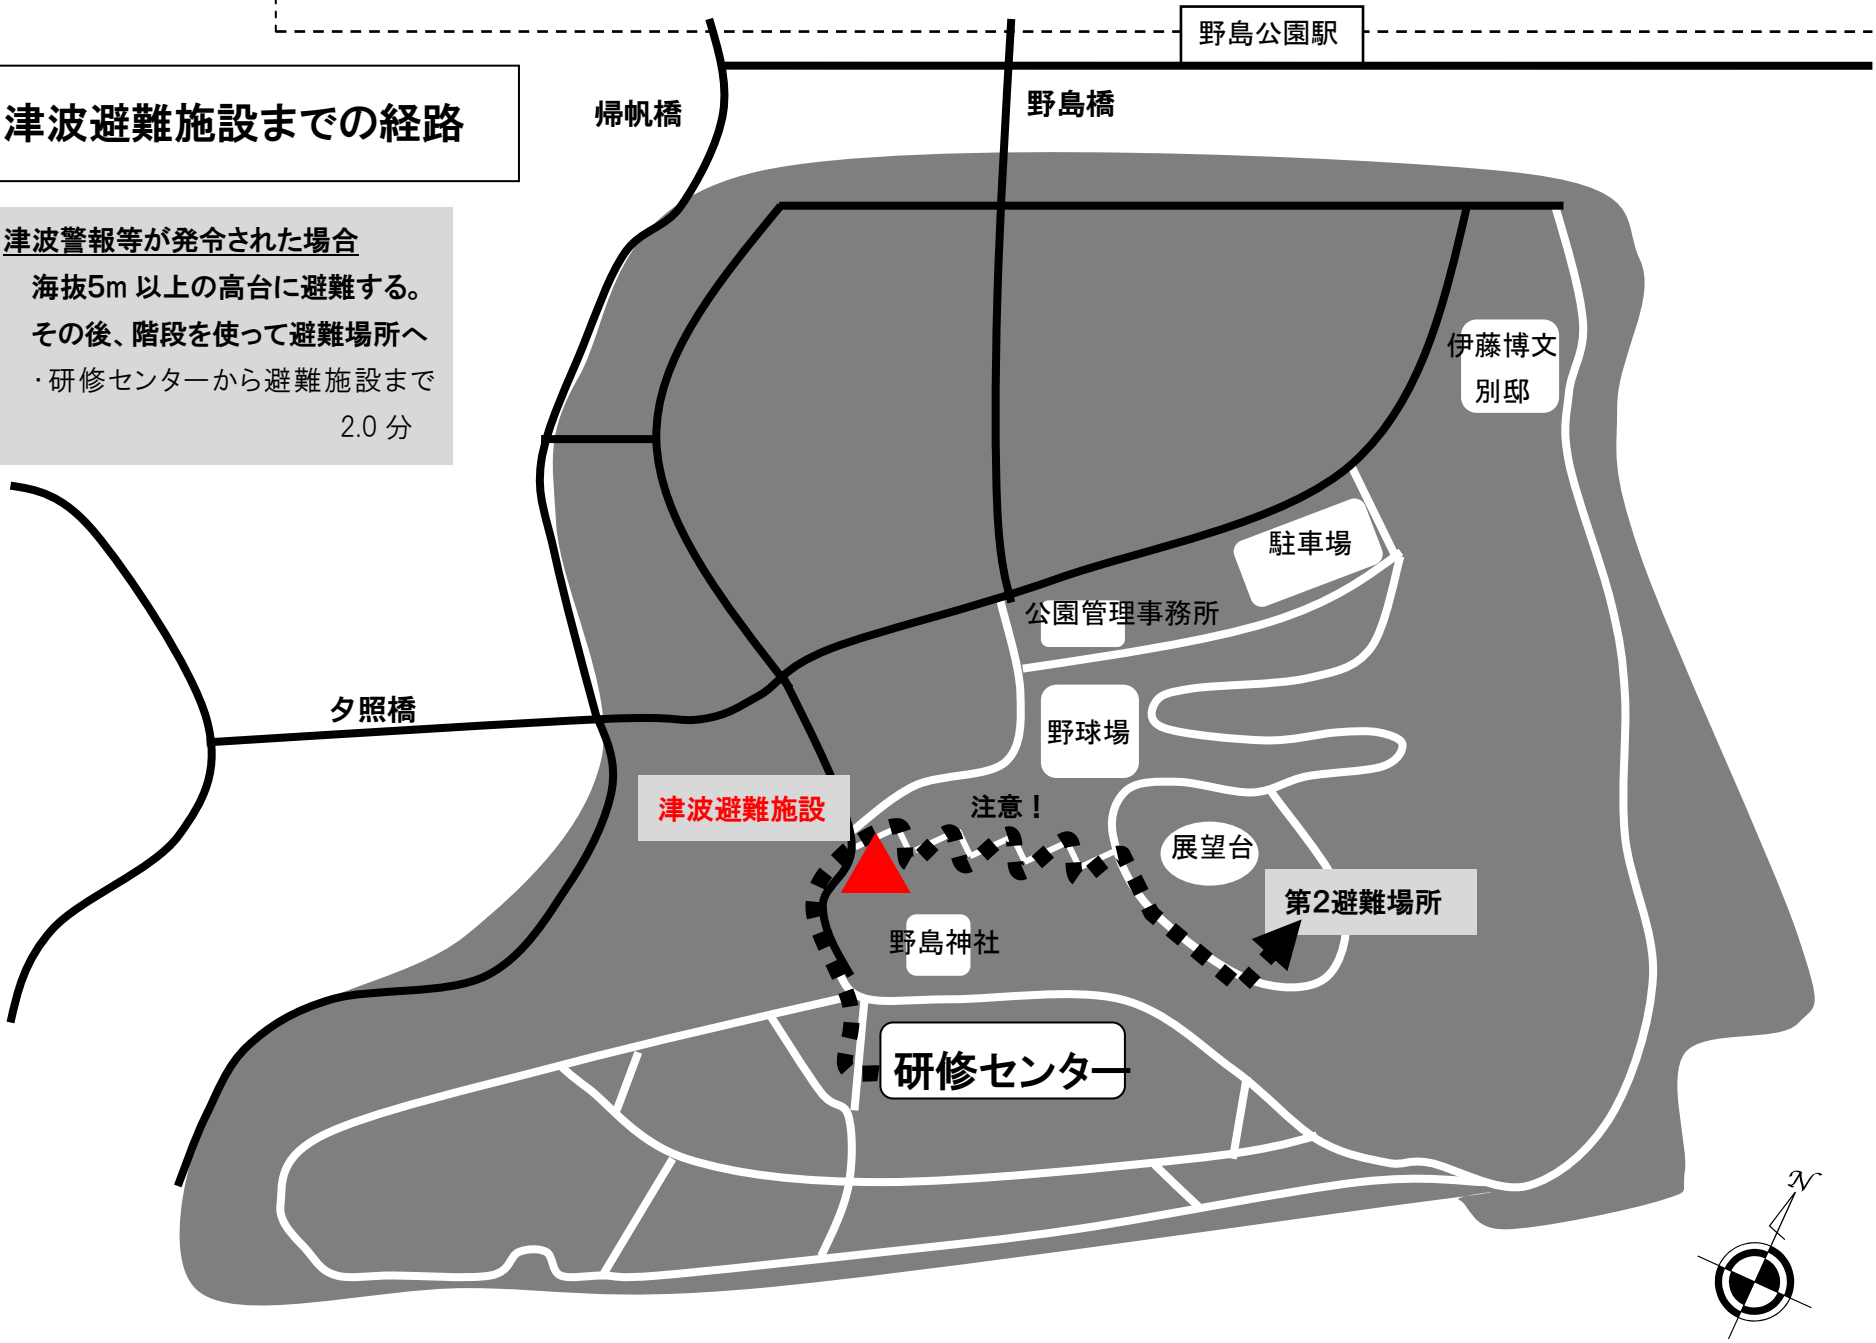 野島公園駅
津波避難施設までの経路
帰帆橋
野島橋
津波警報等が発令された場合
海抜5m 以上の高台に避難する。
その後、階段を使って避難場所へ
・研修センターから避難施設まで
2.0 分
伊藤博文
別邸
駐車場
公園管理事務所
夕照橋
野球場
津波避難施設
注意!
展望台
第2避難場所
野島神社
研修センター
N